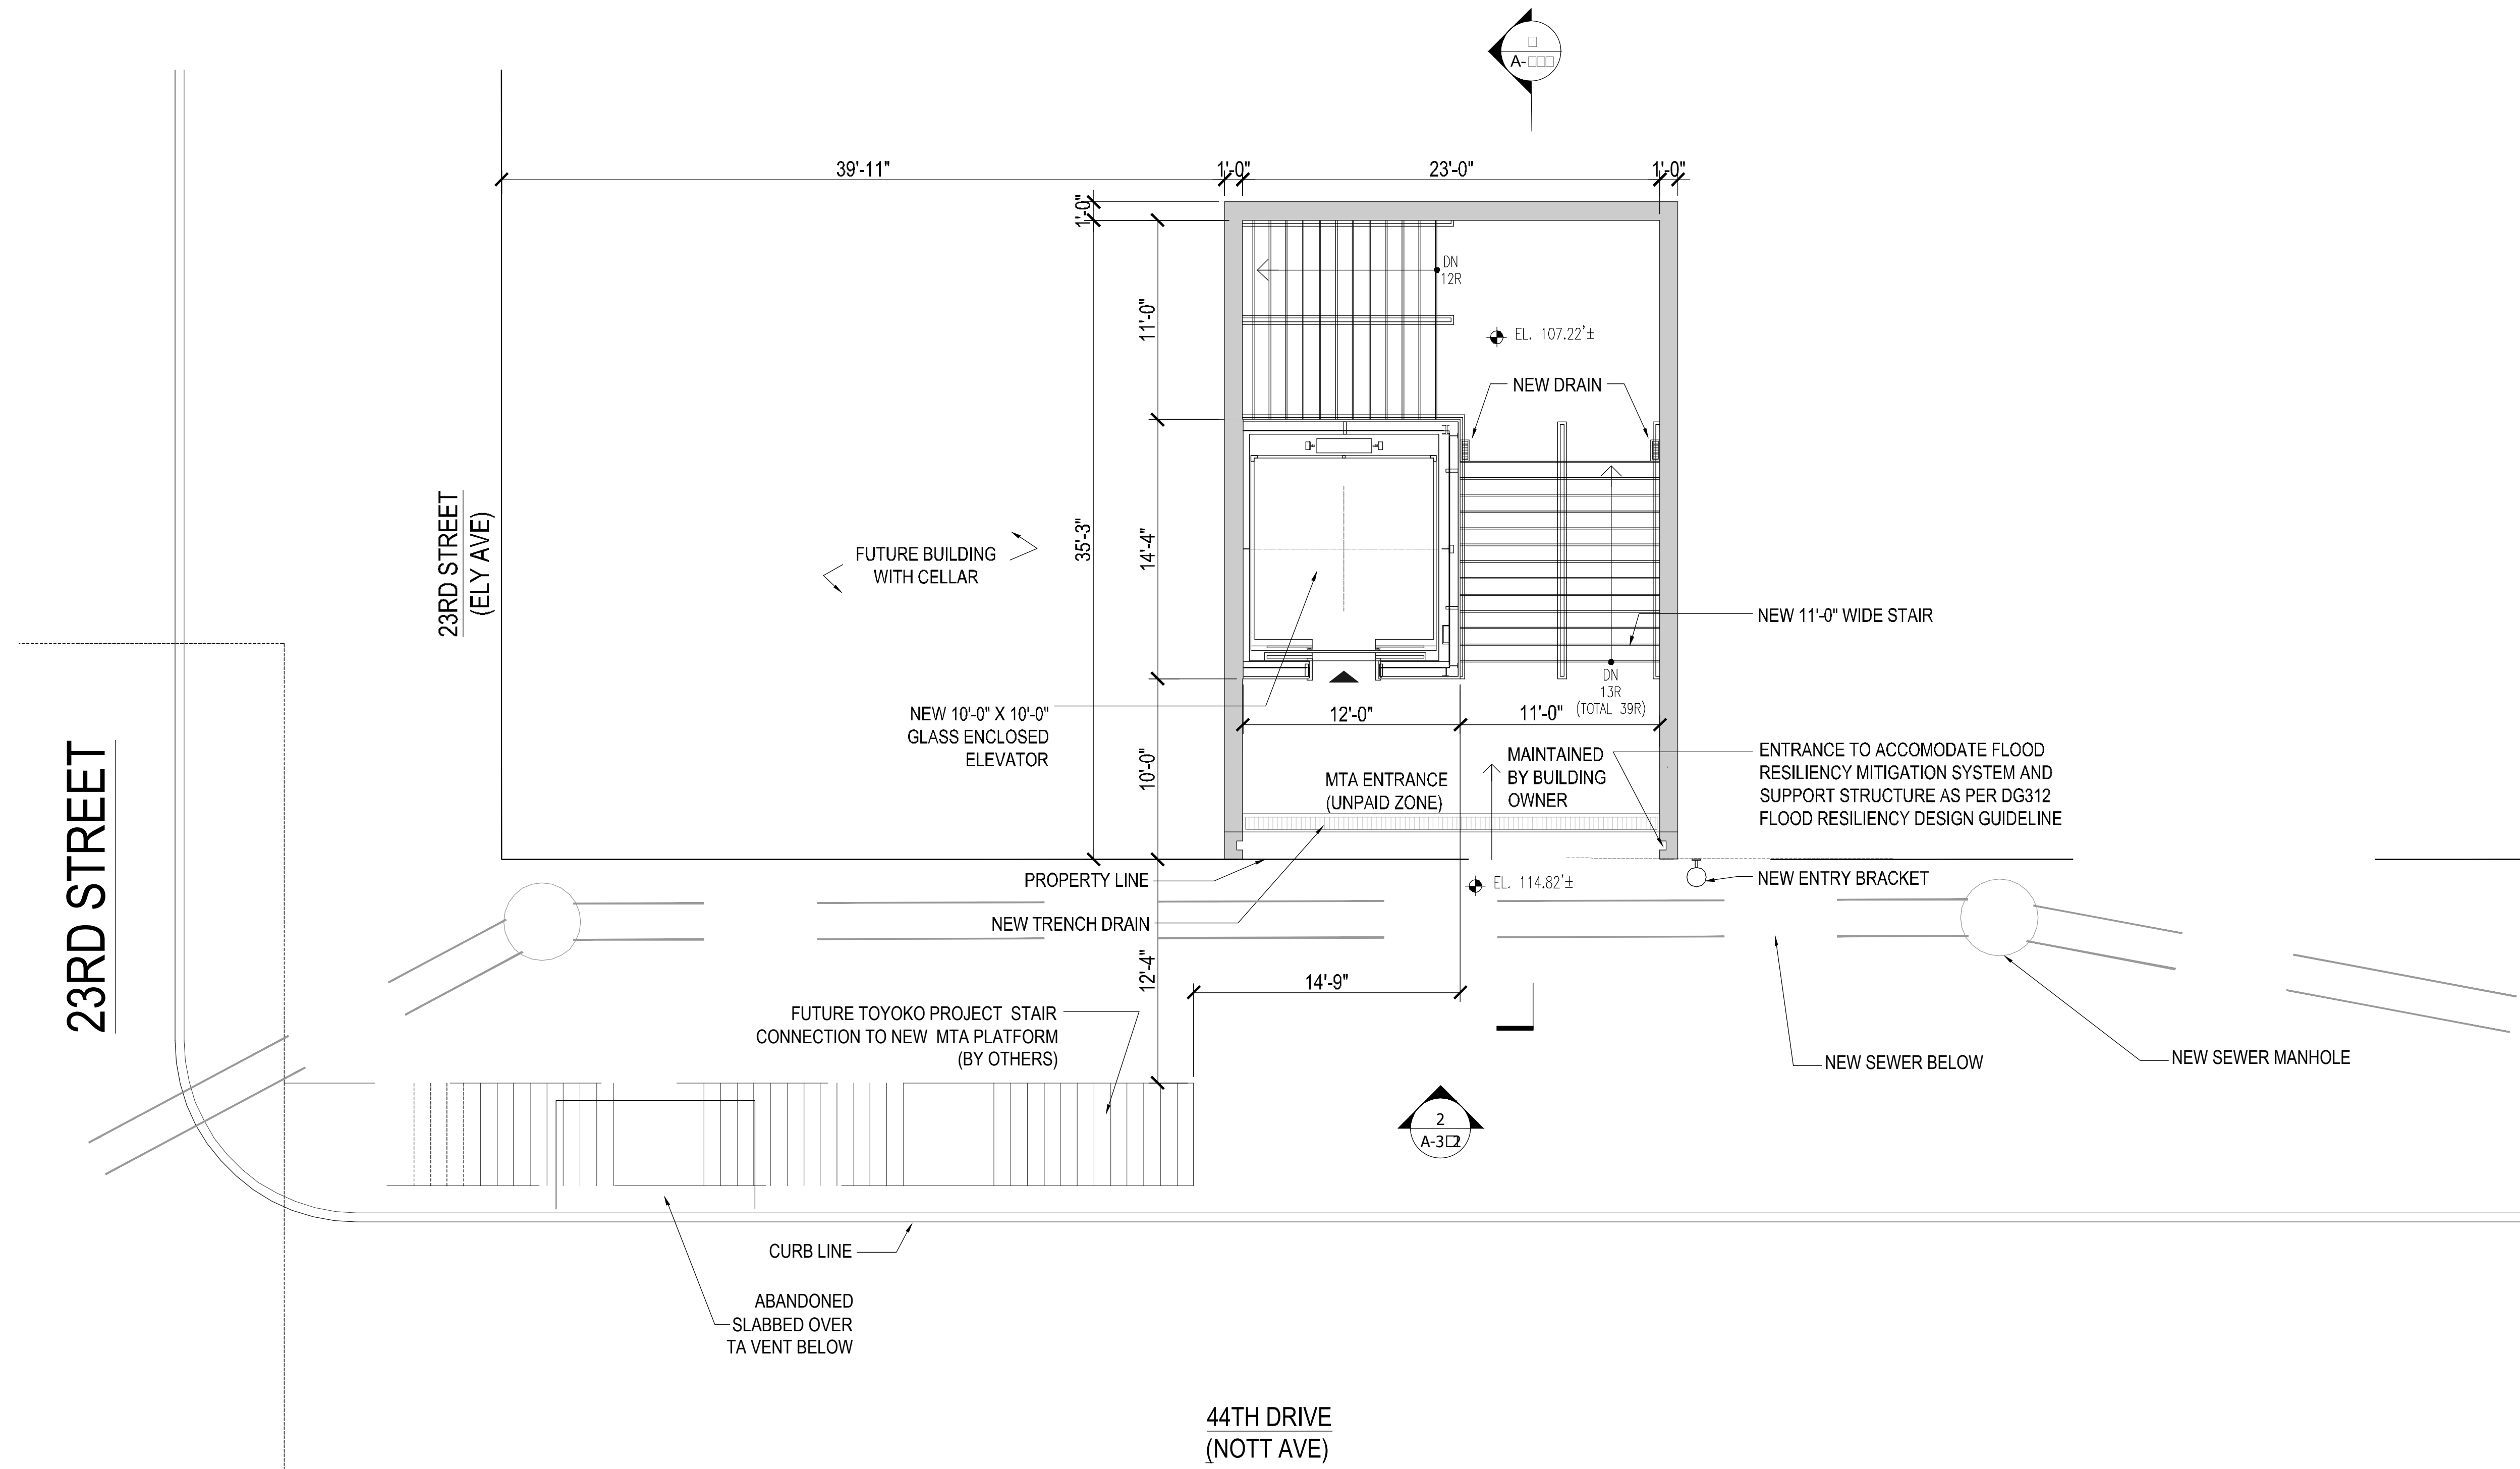 A-
39'-11"
1'-0"
23'-0"
1'-0"
1'-0"
DN
12R
11'-0"
EL. 107.22'±
NEW DRAIN
23RD STREET
(ELY AVE)
FUTURE BUILDING
WITH CELLAR
35'-3"
14'-4"
NEW 11'-0" WIDE STAIR
DN
13R
(TOTAL 39R)
NEW 10'-0" X 10'-0"
GLASS ENCLOSED
ELEVATOR
12'-0"
11'-0"
23RD STREET
10'-0"
MTA ENTRANCE
(UNPAID ZONE)
MAINTAINED
BY BUILDING
OWNER
ENTRANCE TO ACCOMODATE FLOOD
RESILIENCY MITIGATION SYSTEM AND
SUPPORT STRUCTURE AS PER DG312
FLOOD RESILIENCY DESIGN GUIDELINE
PROPERTY LINE
EL. 114.82'±
NEW ENTRY BRACKET
NEW TRENCH DRAIN
12'-4"
14'-9"
FUTURE TOYOKO PROJECT STAIR
CONNECTION TO NEW MTA PLATFORM
(BY OTHERS)
NEW SEWER BELOW
NEW SEWER MANHOLE
2
CURB LINE
ABANDONED
SLABBED OVER
TA VENT BELOW
44TH DRIVE
(NOTT AVE)